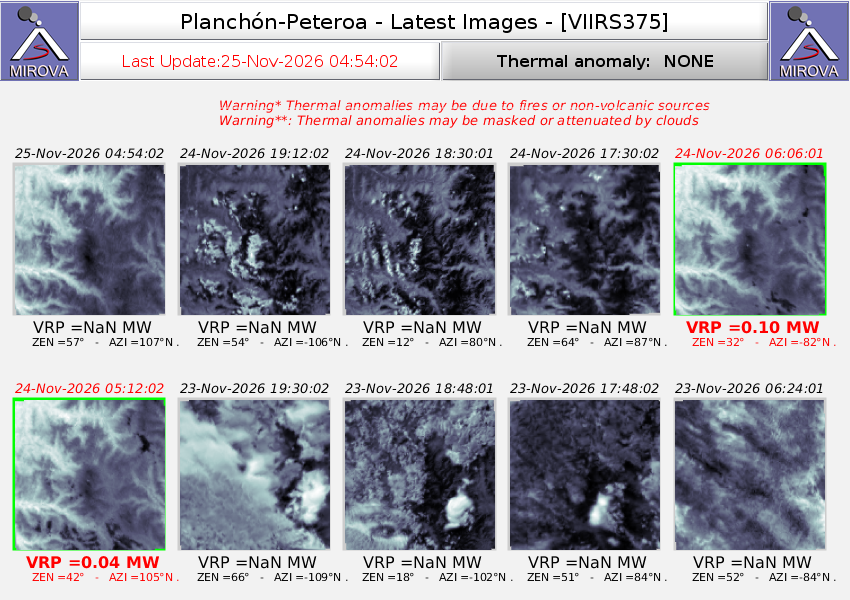 Planchón-Peteroa - Latest Images - [VIIRS375]
MIROVA
Last Update:25-Nov-2026 04:54:02
Thermal anomaly: NONE
MIROVA
Warning* Thermal anomalies may be due to fires or non-volcanic sources
Warning**: Thermal anomalies may be masked or attenuated by clouds
25-Nov-2026 04:54:02 24-Nov-2026 19:12:02 24-Nov-2026 18:30:01 24-Nov-2026 17:30:02 24-Nov-2026 06:06:01
VRP =NaN MW VRP =NaN MW VRP =NaN MW VRP =NaN MW VRP =0.10 MW
ZEN =57° - AZI =107°N . ZEN =54° - AZI =-106°N . ZEN =12° - AZI =80°N . ZEN =64° - AZI =87°N . ZEN =32° - AZI =-82°N .
24-Nov-2026 05:12:02 23-Nov-2026 19:30:02 23-Nov-2026 18:48:01 23-Nov-2026 17:48:02 23-Nov-2026 06:24:01
VRP =0.04 MW VRP =NaN MW VRP =NaN MW VRP =NaN MW VRP =NaN MW
ZEN =42° - AZI =105°N . ZEN =66° - AZI =-109°N . ZEN =18° - AZI =-102°N . ZEN =51° - AZI =84°N . ZEN =52° - AZI =-84°N .